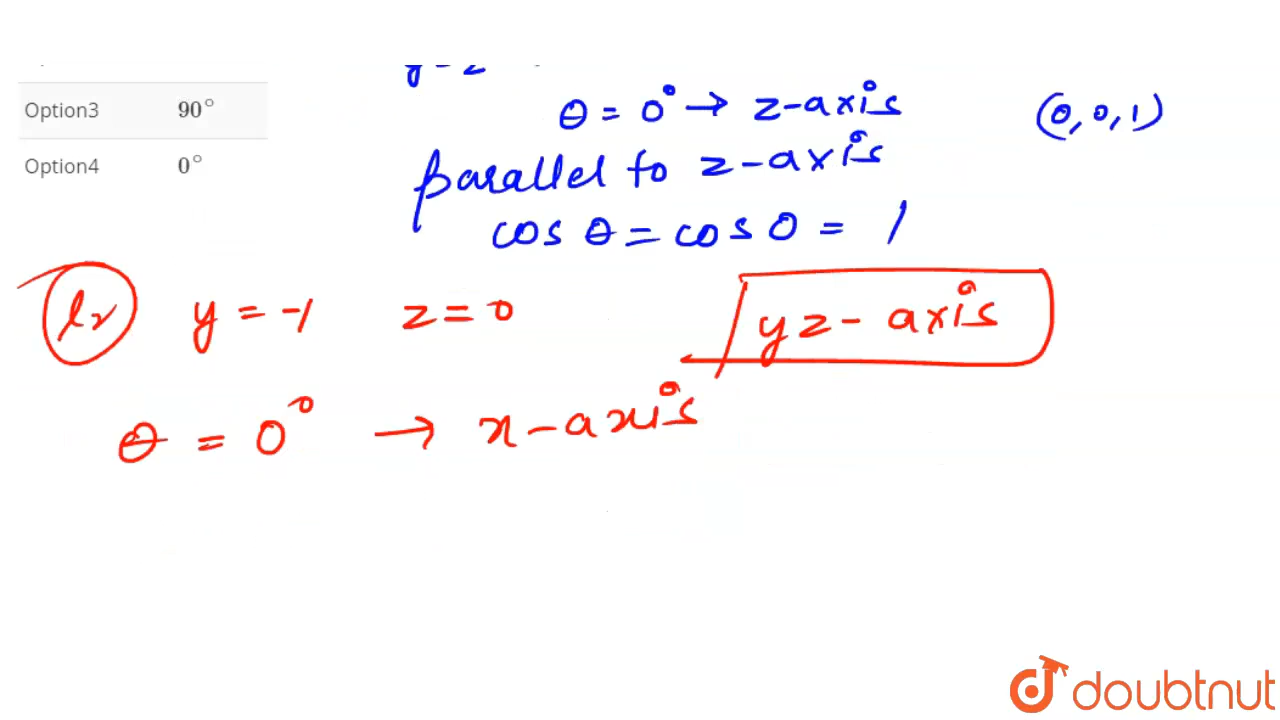 y = 2
Option3 90°
θ = 0° → z-axis (0,0,1)
Option4 0°
parallel to z-axis
cos θ = cos 0 = 1
l₂ y = -1 z = 0 yz - axis
θ = 0° → x-axis
doubtnut